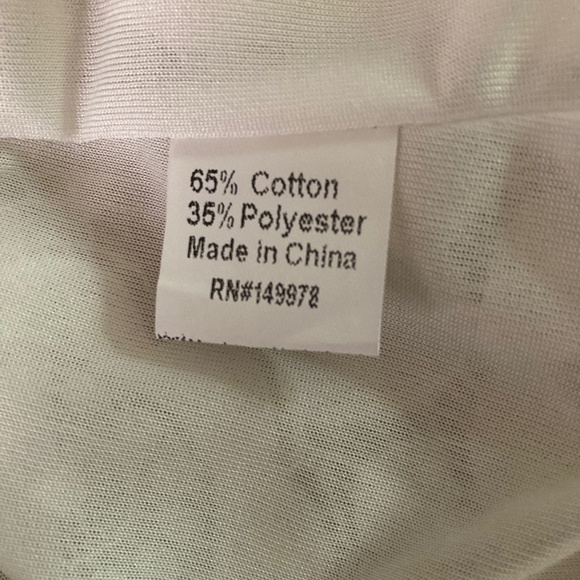 65% Cotton
35% Polyester
Made in China
RN#149978